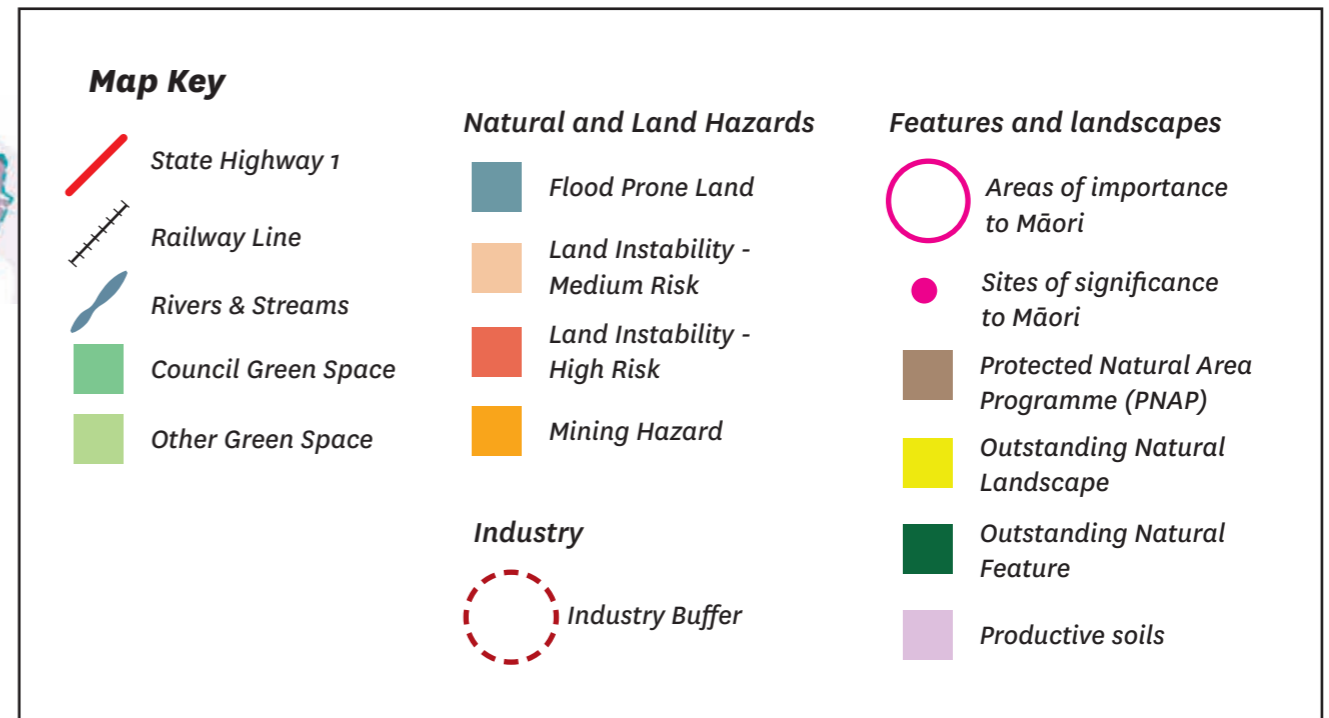 Map Key
State Highway 1
Railway Line
Rivers & Streams
Council Green Space
Other Green Space
Natural and Land Hazards
Flood Prone Land
Land Instability -
Medium Risk
Land Instability -
High Risk
Mining Hazard
Industry
Industry Buffer
Features and landscapes
Areas of importance
to Māori
Sites of significance
to Māori
Protected Natural Area
Programme (PNAP)
Outstanding Natural
Landscape
Outstanding Natural
Feature
Productive soils